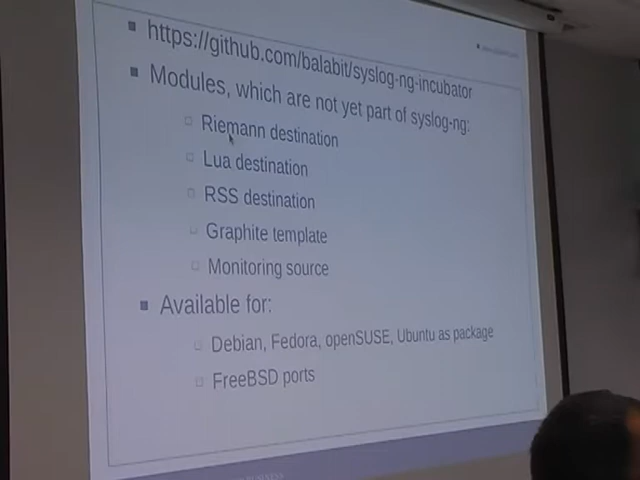 https://github.com/balabit/syslog-ng-incubator
Modules, which are not yet part of syslog-ng:
Riemann destination
Lua destination
RSS destination
Graphite template
Monitoring source
Available for:
Debian, Fedora, openSUSE, Ubuntu as package
FreeBSD ports
BUSINESS